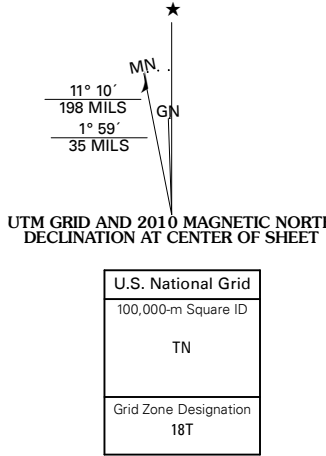 ★
MN
11° 10´
GN
198 MILS
1° 59´
35 MILS
UTM GRID AND 2010 MAGNETIC NORTH
DECLINATION AT CENTER OF SHEET
U.S. National Grid
100,000-m Square ID
TN
Grid Zone Designation
18T